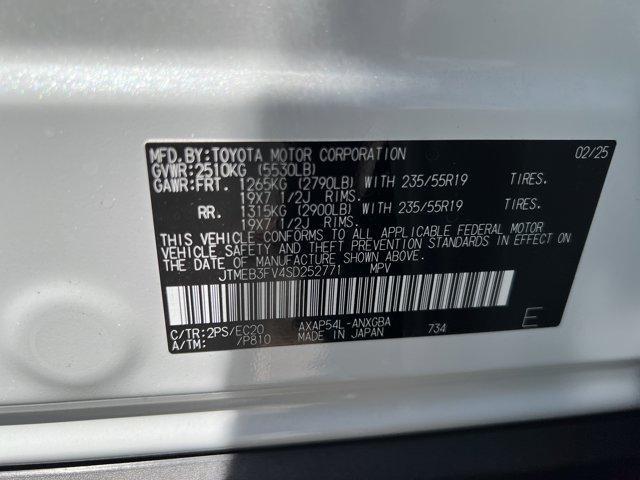 MFD.BY:TOYOTA MOTOR CORPORATION 02/25
GVWR:2510KG (5530LB)
GAWR:FRT. 1265KG (2790LB) WITH 235/55R19 TIRES.
19X7 1/2J RIMS.
RR. 1315KG (2900LB) WITH 235/55R19 TIRES.
19X7 1/2J RIMS.
THIS VEHICLE CONFORMS TO ALL APPLICABLE FEDERAL MOTOR
VEHICLE SAFETY AND THEFT PREVENTION STANDARDS IN EFFECT ON
THE DATE OF MANUFACTURE SHOWN ABOVE.
JTMEB3FV4SD252771 MPV
C/TR:2PS/EC20 AXAP54L-ANXGBA 734 E
A/TM: 7P810 MADE IN JAPAN